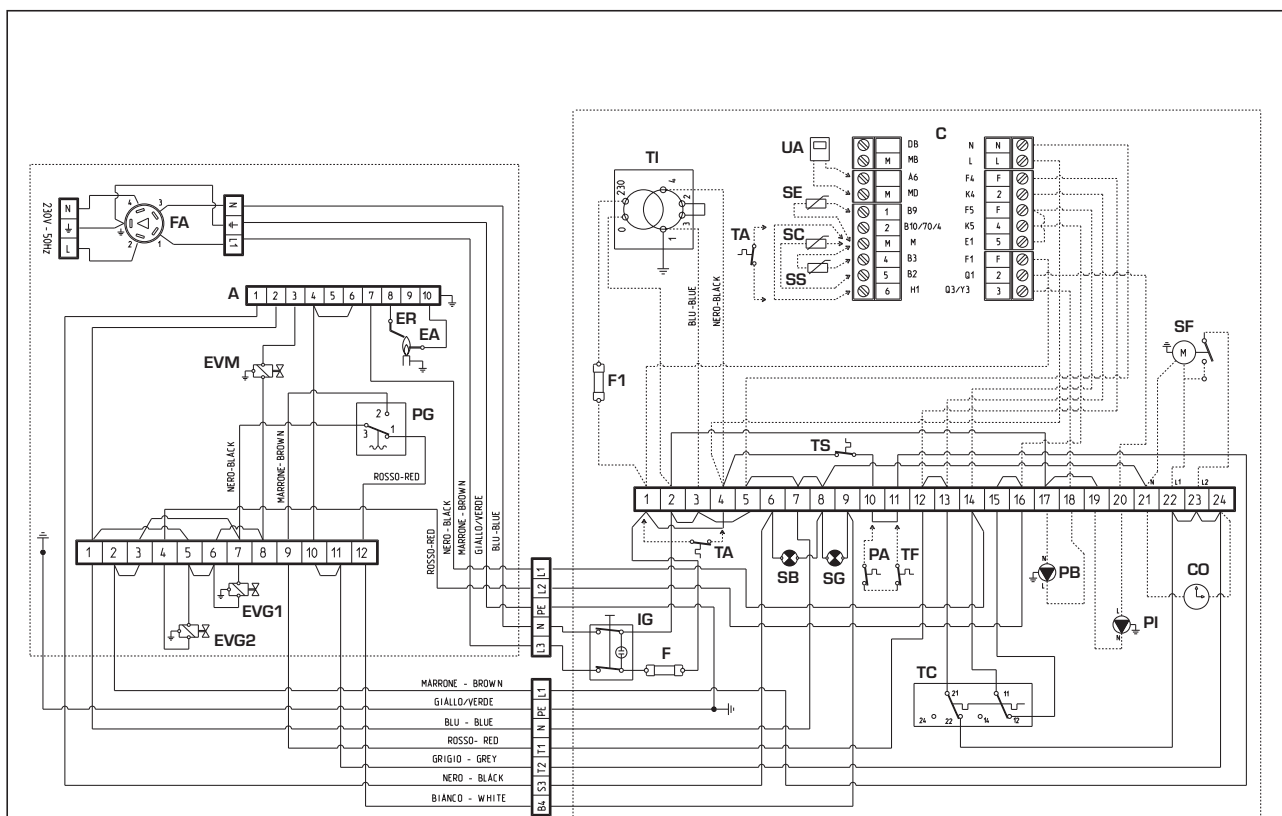 C
UA
DB N N
M MB L L
TI
A6 F4 F
M MD K4 2
SE
1 B9 F5 F
2 B10/70/4 K5 4
SC
M M E1 5
SS
4 B3 F1 F
5 B2 Q1 2
6 H1 Q3/Y3 3
TA
230 4
2
0 3
1
N
L
230V - 50Hz
4 3
2 1
FA
N
L1
A
1 2 3 4 5 6 7 8 9 10
ER
EA
EVM
2
3 1
PG
NERO-BLACK
MARRONE-BROWN
ROSSO-RED
BLU-BLUE
NERO-BLACK
F1
SF
M
TS
N L1 L2
1 2 3 4 5 6 7 8 9 10 11 12 13 14 15 16 17 18 19 20 21 22 23 24
ROSSO-RED
NERO-BLACK
MARRONE-BROWN
GIALLO/VERDE
BLU-BLUE
1 2 3 4 5 6 7 8 9 10 11 12
EVG1
EVG2
L1
L2
PE
N
L3
IG
F
TA
SB
SG
PA
TF
N
L
PB
L
N
PI
CO
TC
21 11
24 22 14 12
MARRONE - BROWN L1
GIALLO/VERDE PE
BLU - BLUE N
ROSSO- RED T1
GRIGIO - GREY T2
NERO - BLACK S3
BIANCO - WHITE B4